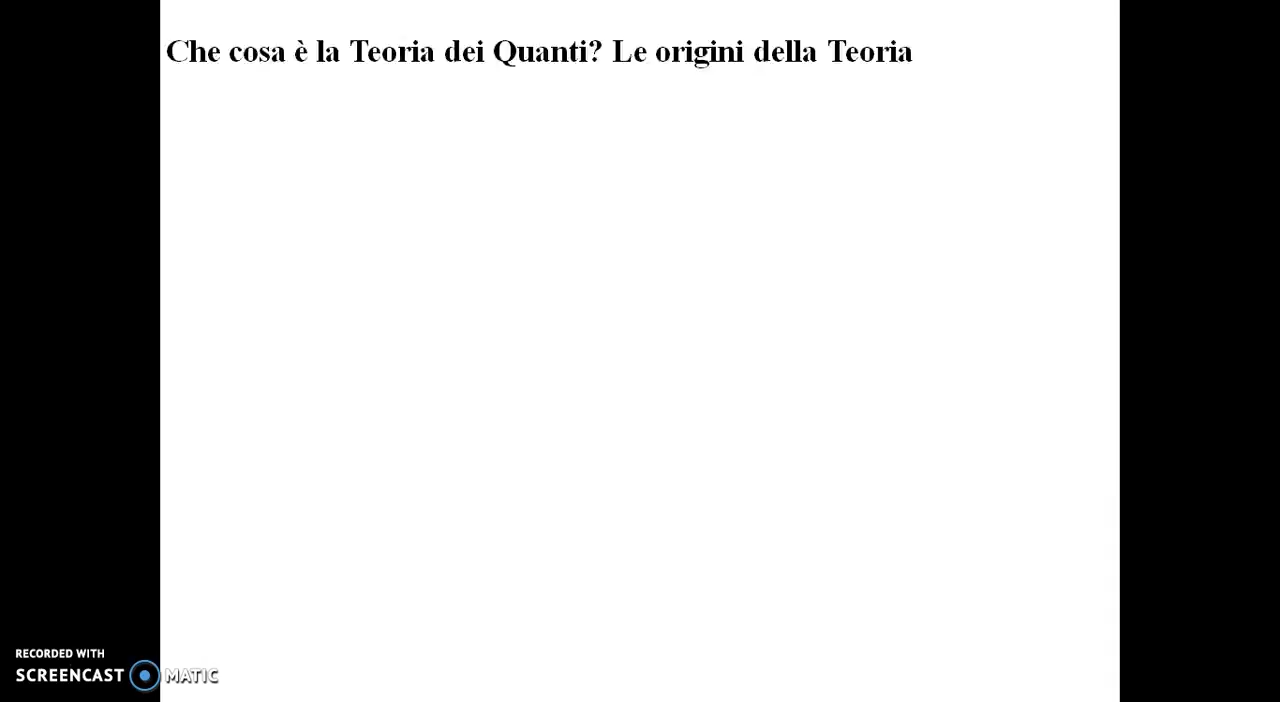 Che cosa è la Teoria dei Quanti? Le origini della Teoria
RECORDED WITH
SCREENCAST MATIC